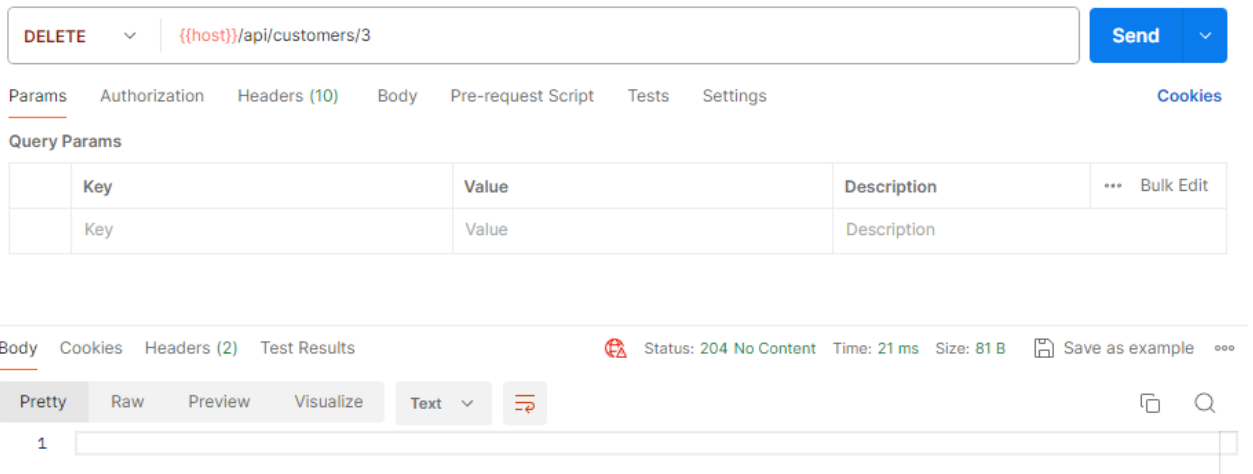 DELETE {{host}}/api/customers/3 Send
Params Authorization Headers (10) Body Pre-request Script Tests Settings Cookies
Query Params
Key Value Description ••• Bulk Edit
Key Value Description
Body Cookies Headers (2) Test Results Status: 204 No Content Time: 21 ms Size: 81 B Save as example
Pretty Raw Preview Visualize Text
1